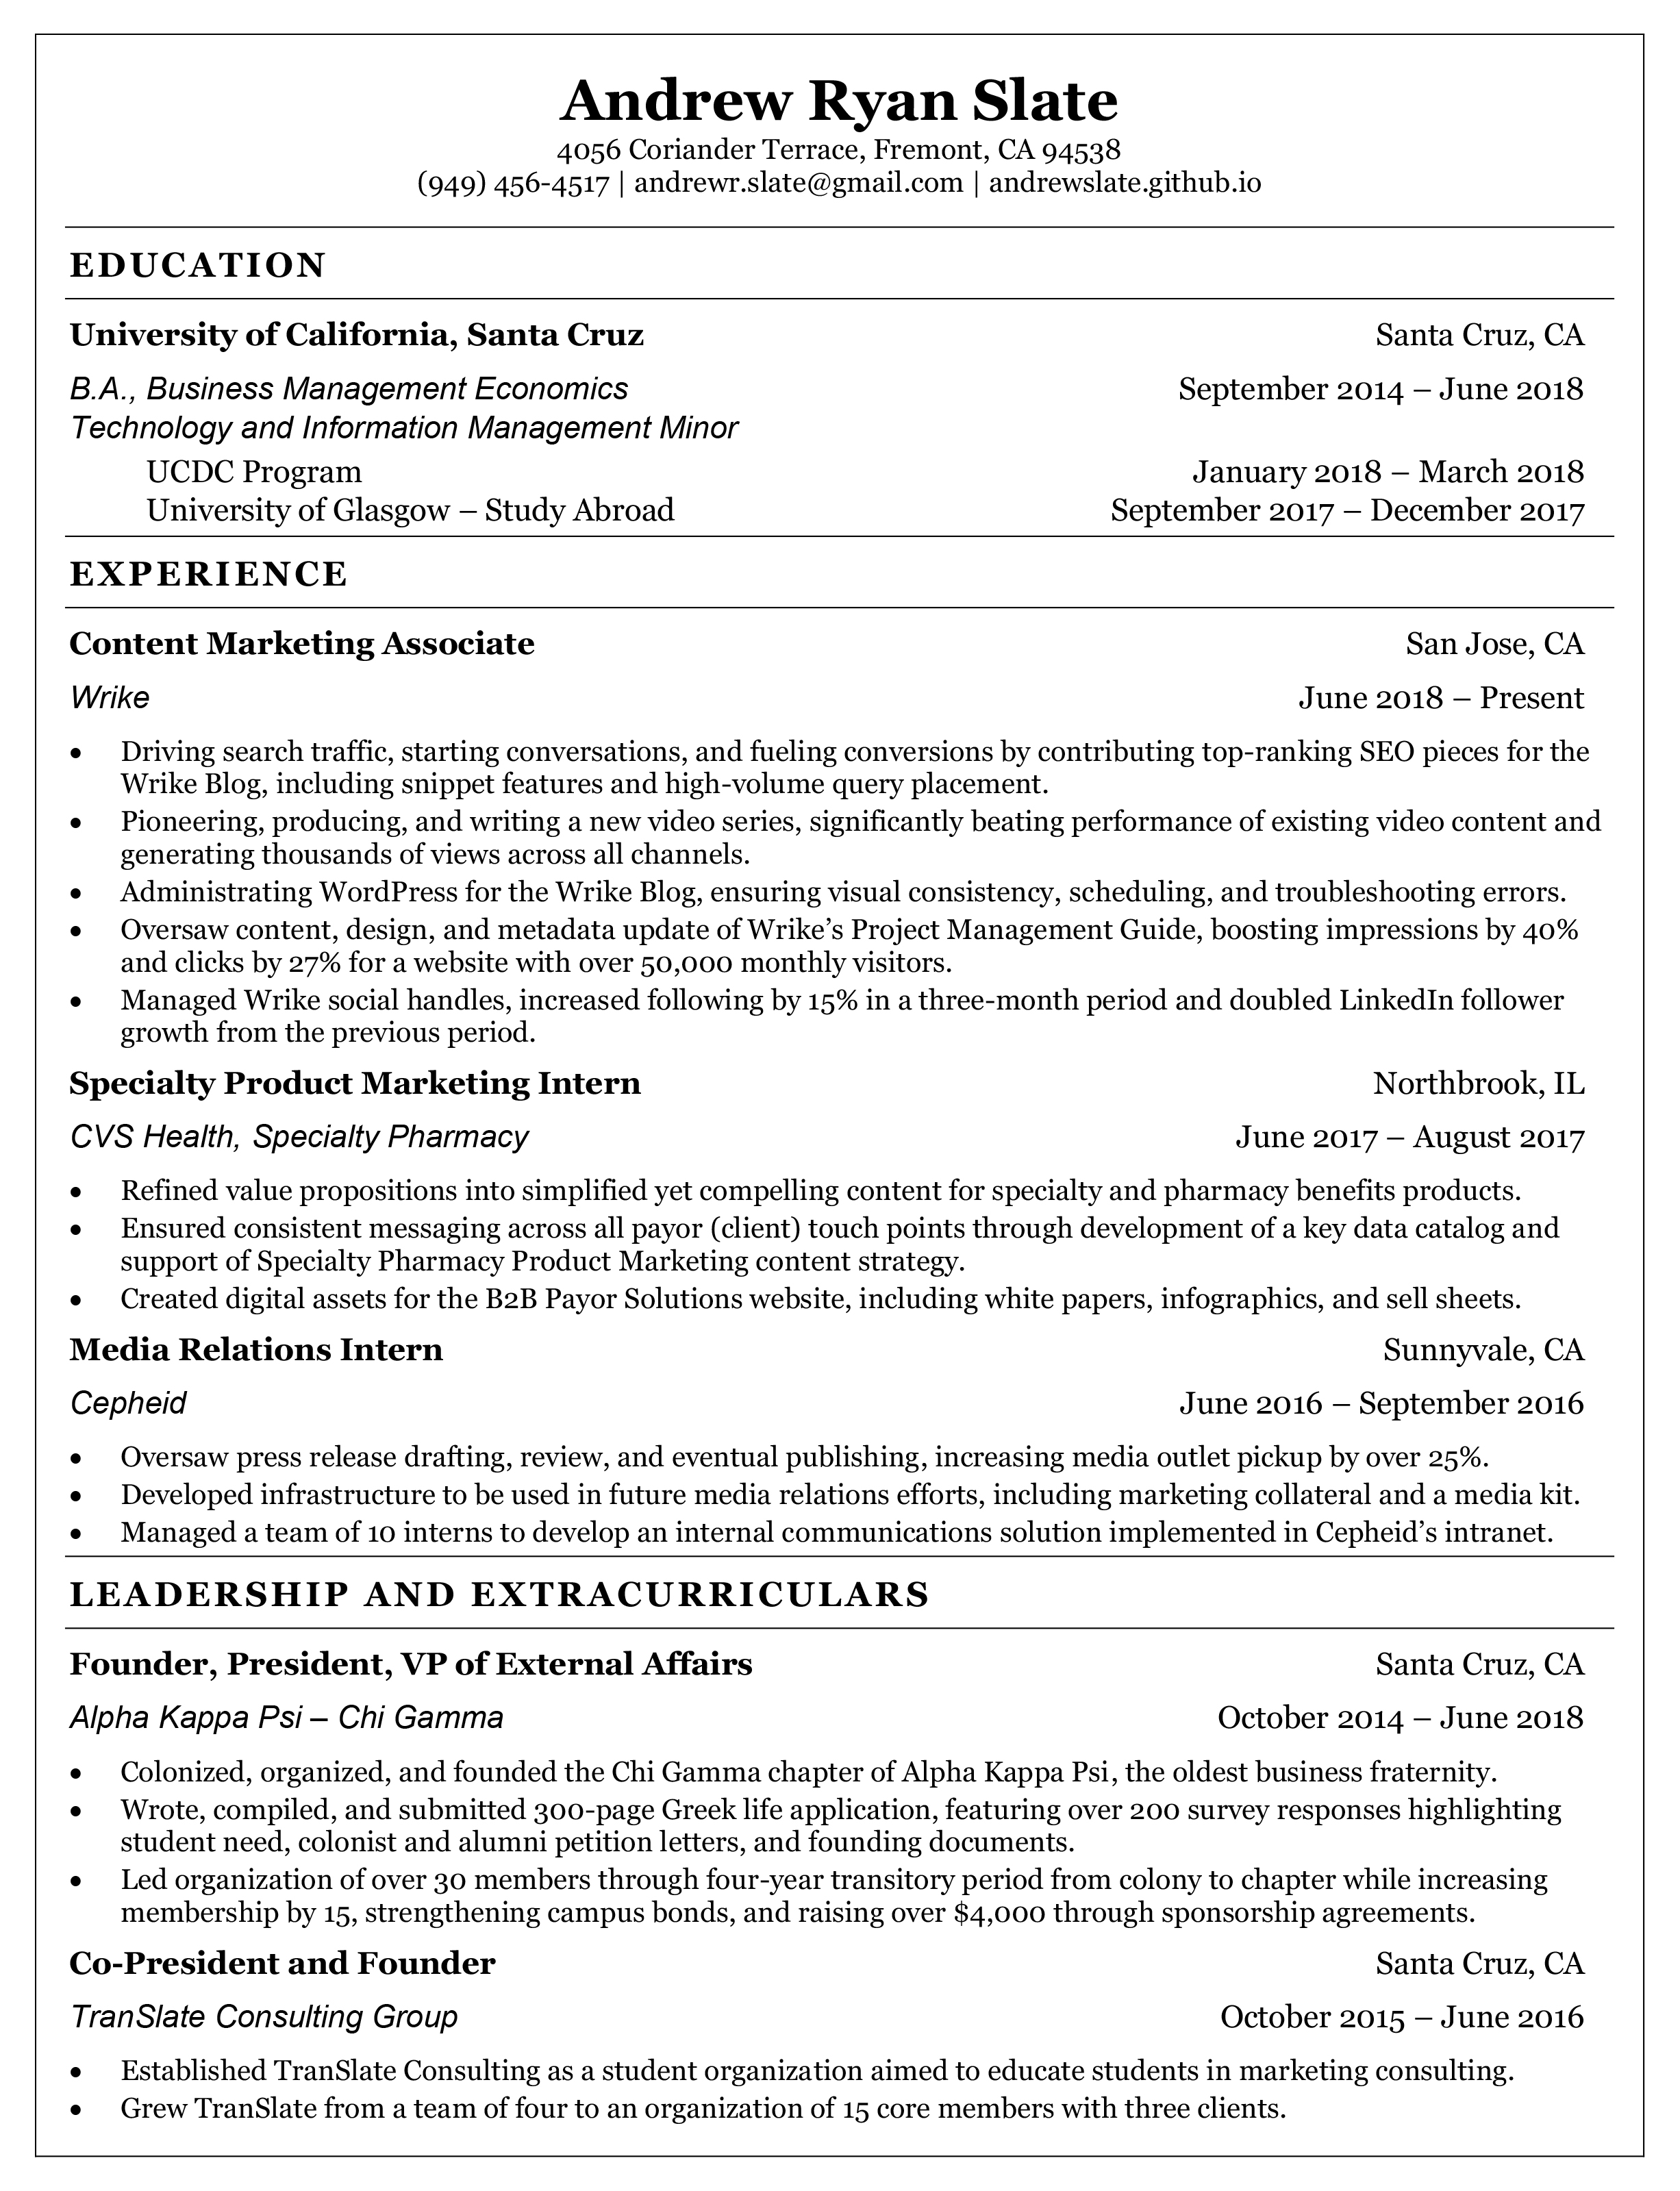 Andrew Ryan Slate
4056 Coriander Terrace, Fremont, CA 94538
(949) 456-4517 | andrewr.slate@gmail.com | andrewslate.github.io
EDUCATION
University of California, Santa Cruz Santa Cruz, CA
B.A., Business Management Economics September 2014 – June 2018
Technology and Information Management Minor
UCDC Program January 2018 – March 2018
University of Glasgow – Study Abroad September 2017 – December 2017
EXPERIENCE
Content Marketing Associate San Jose, CA
Wrike June 2018 – Present
• Driving search traffic, starting conversations, and fueling conversions by contributing top-ranking SEO pieces for the
Wrike Blog, including snippet features and high-volume query placement.
• Pioneering, producing, and writing a new video series, significantly beating performance of existing video content and
generating thousands of views across all channels.
• Administrating WordPress for the Wrike Blog, ensuring visual consistency, scheduling, and troubleshooting errors.
• Oversaw content, design, and metadata update of Wrike’s Project Management Guide, boosting impressions by 40%
and clicks by 27% for a website with over 50,000 monthly visitors.
• Managed Wrike social handles, increased following by 15% in a three-month period and doubled LinkedIn follower
growth from the previous period.
Specialty Product Marketing Intern Northbrook, IL
CVS Health, Specialty Pharmacy June 2017 – August 2017
• Refined value propositions into simplified yet compelling content for specialty and pharmacy benefits products.
• Ensured consistent messaging across all payor (client) touch points through development of a key data catalog and
support of Specialty Pharmacy Product Marketing content strategy.
• Created digital assets for the B2B Payor Solutions website, including white papers, infographics, and sell sheets.
Media Relations Intern Sunnyvale, CA
Cepheid June 2016 – September 2016
• Oversaw press release drafting, review, and eventual publishing, increasing media outlet pickup by over 25%.
• Developed infrastructure to be used in future media relations efforts, including marketing collateral and a media kit.
• Managed a team of 10 interns to develop an internal communications solution implemented in Cepheid’s intranet.
LEADERSHIP AND EXTRACURRICULARS
Founder, President, VP of External Affairs Santa Cruz, CA
Alpha Kappa Psi – Chi Gamma October 2014 – June 2018
• Colonized, organized, and founded the Chi Gamma chapter of Alpha Kappa Psi, the oldest business fraternity.
• Wrote, compiled, and submitted 300-page Greek life application, featuring over 200 survey responses highlighting
student need, colonist and alumni petition letters, and founding documents.
• Led organization of over 30 members through four-year transitory period from colony to chapter while increasing
membership by 15, strengthening campus bonds, and raising over $4,000 through sponsorship agreements.
Co-President and Founder Santa Cruz, CA
TranSlate Consulting Group October 2015 – June 2016
• Established TranSlate Consulting as a student organization aimed to educate students in marketing consulting.
• Grew TranSlate from a team of four to an organization of 15 core members with three clients.